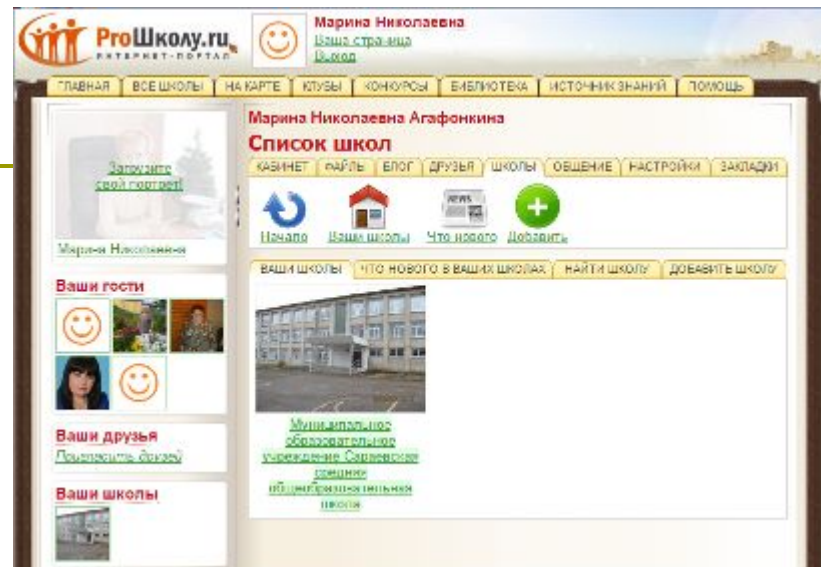 ProШколу.ru
ИНТЕРНЕТ-ПОРТАЛ
Марина Николаевна
Ваша страница
Выход
ГЛАВНАЯ ВСЕ ШКОЛЫ НА КАРТЕ КЛУБЫ КОНКУРСЫ БИБЛИОТЕКА ИСТОЧНИК ЗНАНИЙ ПОМОЩЬ
Загрузите
свой портрет!
Марина Николаевна
Ваши гости
Ваши друзья
Пригласить друзей
Ваши школы
Марина Николаевна Агафонкина
Список школ
КАБИНЕТ ФАЙЛЫ БЛОГ ДРУЗЬЯ ШКОЛЫ ОБЩЕНИЕ НАСТРОЙКИ ЗАКЛАДКИ
NEWS
Начало Ваши школы Что нового Добавить
ВАШИ ШКОЛЫ ЧТО НОВОГО В ВАШИХ ШКОЛАХ НАЙТИ ШКОЛУ ДОБАВИТЬ ШКОЛУ
Муниципальное
образовательное
учреждение Сараевская
средняя
общеобразовательная
школа